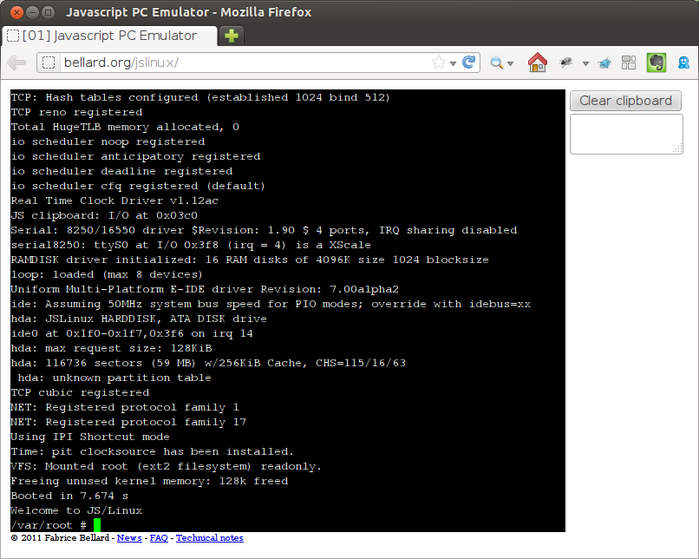 Javascript PC Emulator - Mozilla Firefox
[01] Javascript PC Emulator
bellard.org/jslinux/
TCP: Hash tables configured (established 1024 bind 512)
TCP reno registered
Total HugeTLB memory allocated, 0
io scheduler noop registered
io scheduler anticipatory registered
io scheduler deadline registered
io scheduler cfq registered (default)
Real Time Clock Driver v1.12ac
JS clipboard: I/O at 0x03c0
Serial: 8250/16550 driver $Revision: 1.90 $ 4 ports, IRQ sharing disabled
serial8250: ttyS0 at I/O 0x3f8 (irq = 4) is a XScale
RAMDISK driver initialized: 16 RAM disks of 4096K size 1024 blocksize
loop: loaded (max 8 devices)
Uniform Multi-Platform E-IDE driver Revision: 7.00alpha2
ide: Assuming 50MHz system bus speed for PIO modes; override with idebus=xx
hda: JSLinux HARDDISK, ATA DISK drive
ide0 at 0x1f0-0x1f7,0x3f6 on irq 14
hda: max request size: 128KiB
hda: 116736 sectors (59 MB) w/256KiB Cache, CHS=115/16/63
hda: unknown partition table
TCP cubic registered
NET: Registered protocol family 1
NET: Registered protocol family 17
Using IPI Shortcut mode
Time: pit clocksource has been installed.
VFS: Mounted root (ext2 filesystem) readonly.
Freeing unused kernel memory: 128k freed
Booted in 7.674 s
Welcome to JS/Linux
/var/root #
Clear clipboard
© 2011 Fabrice Bellard - News - FAQ - Technical notes